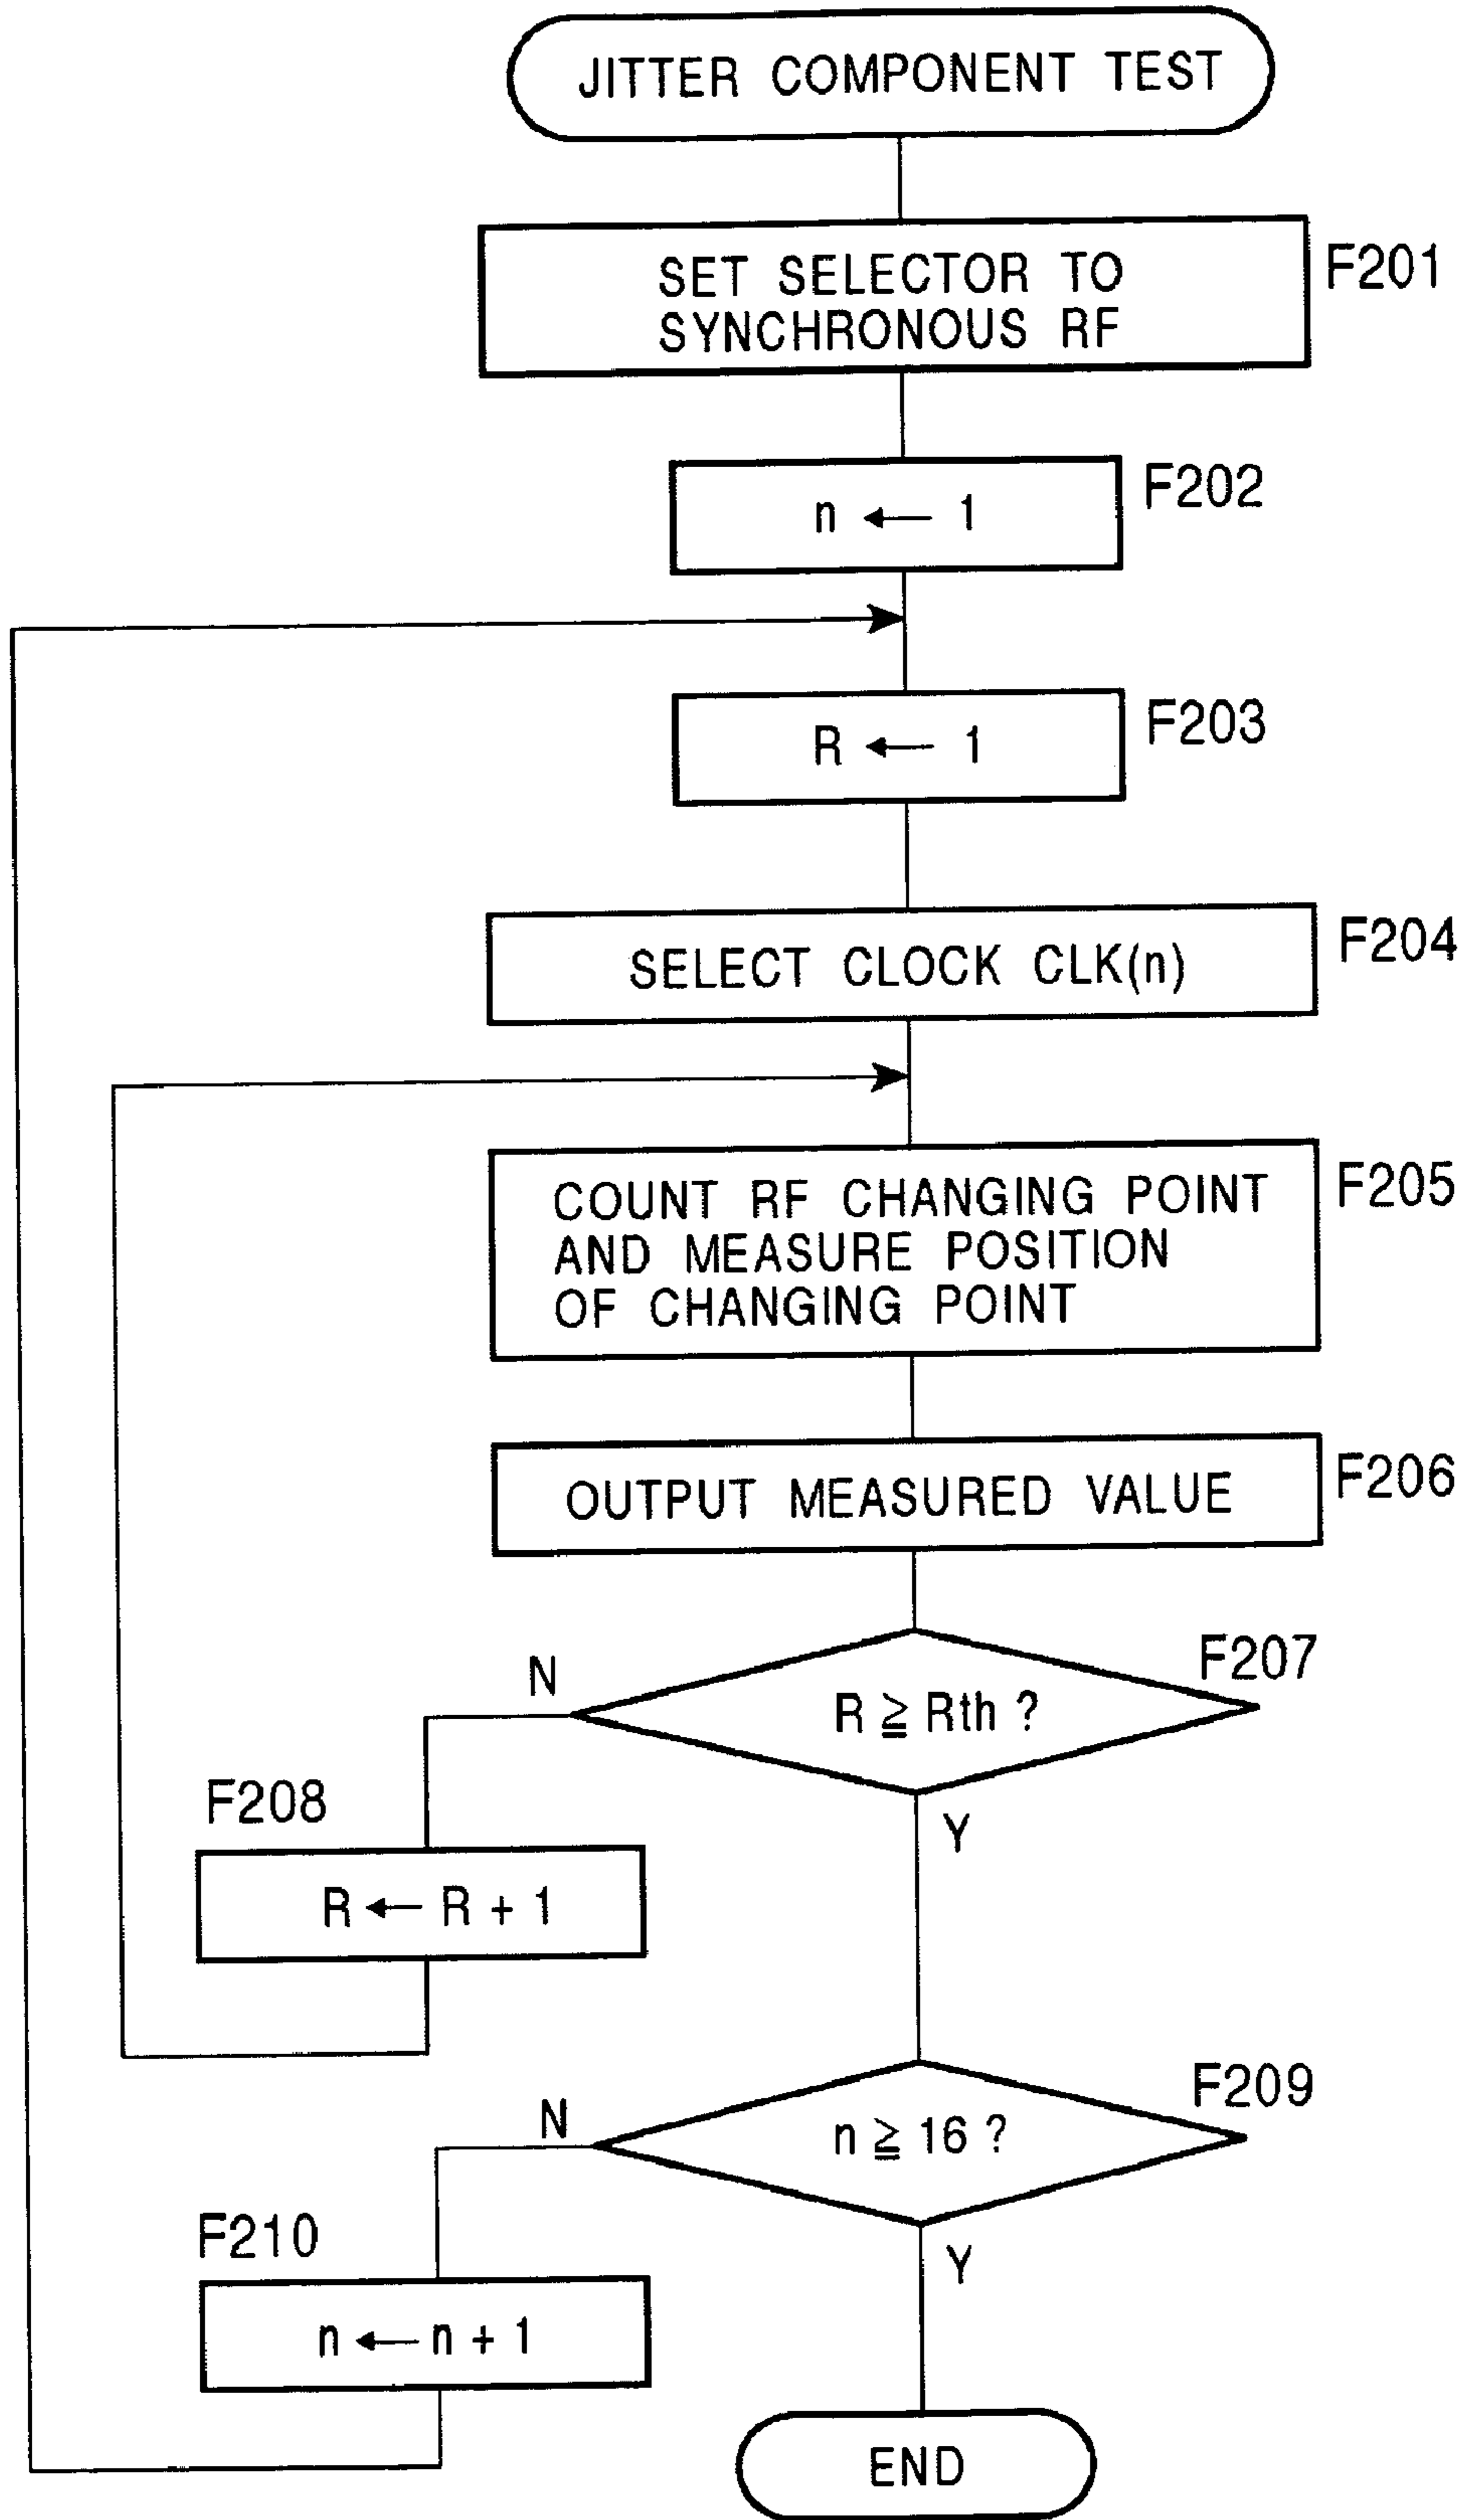 JITTER COMPONENT TEST
SET SELECTOR TO
SYNCHRONOUS RF
F201
n ← 1
F202
R ← 1
F203
SELECT CLOCK CLK(n)
F204
COUNT RF CHANGING POINT
AND MEASURE POSITION
OF CHANGING POINT
F205
OUTPUT MEASURED VALUE
F206
F207
N
R ≧ Rth ?
Y
F208
R ← R + 1
F209
N
n ≧ 16 ?
Y
F210
n ← n + 1
END